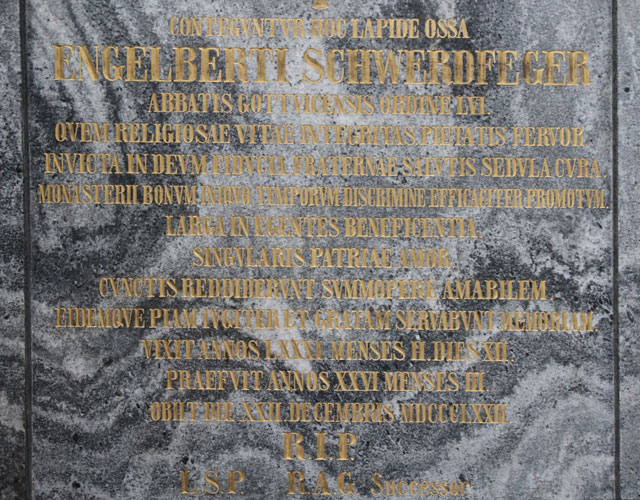 CONTEGVNTVR HOC LAPIDE OSSA
ENGELBERTI SCHWERDFEGER
ABBATIS GOTTVICENSIS ORDINE LVI.
QVEM RELIGIOSAE VITAE INTEGRITAS, PIETATIS FERVOR
INVICTA IN DEVM FIDVCIA, FRATERNAE SALVTIS SEDVLA CVRA,
MONASTERII BONVM INIQVO TEMPORVM DISCRIMINE EFFICACITER PROMOTVM,
LARGA IN EGENTES BENEFICENTIA
SINGVLARIS PATRIAE AMOR
CVNCTIS REDDIDERVNT SVMMOPERE AMABILEM
EIDEMQVE PIAM IVGITER ET GRATAM SERVABVNT MEMORIAM.
VIXIT ANNOS LXXI. MENSES II. DIES XII.
PRAEFVIT ANNOS XXVI MENSES III.
OBIIT DIE XXII. DECEMBRIS MDCCCLXXII.
R.I.P.
L.S.P. R.A.G. Successor